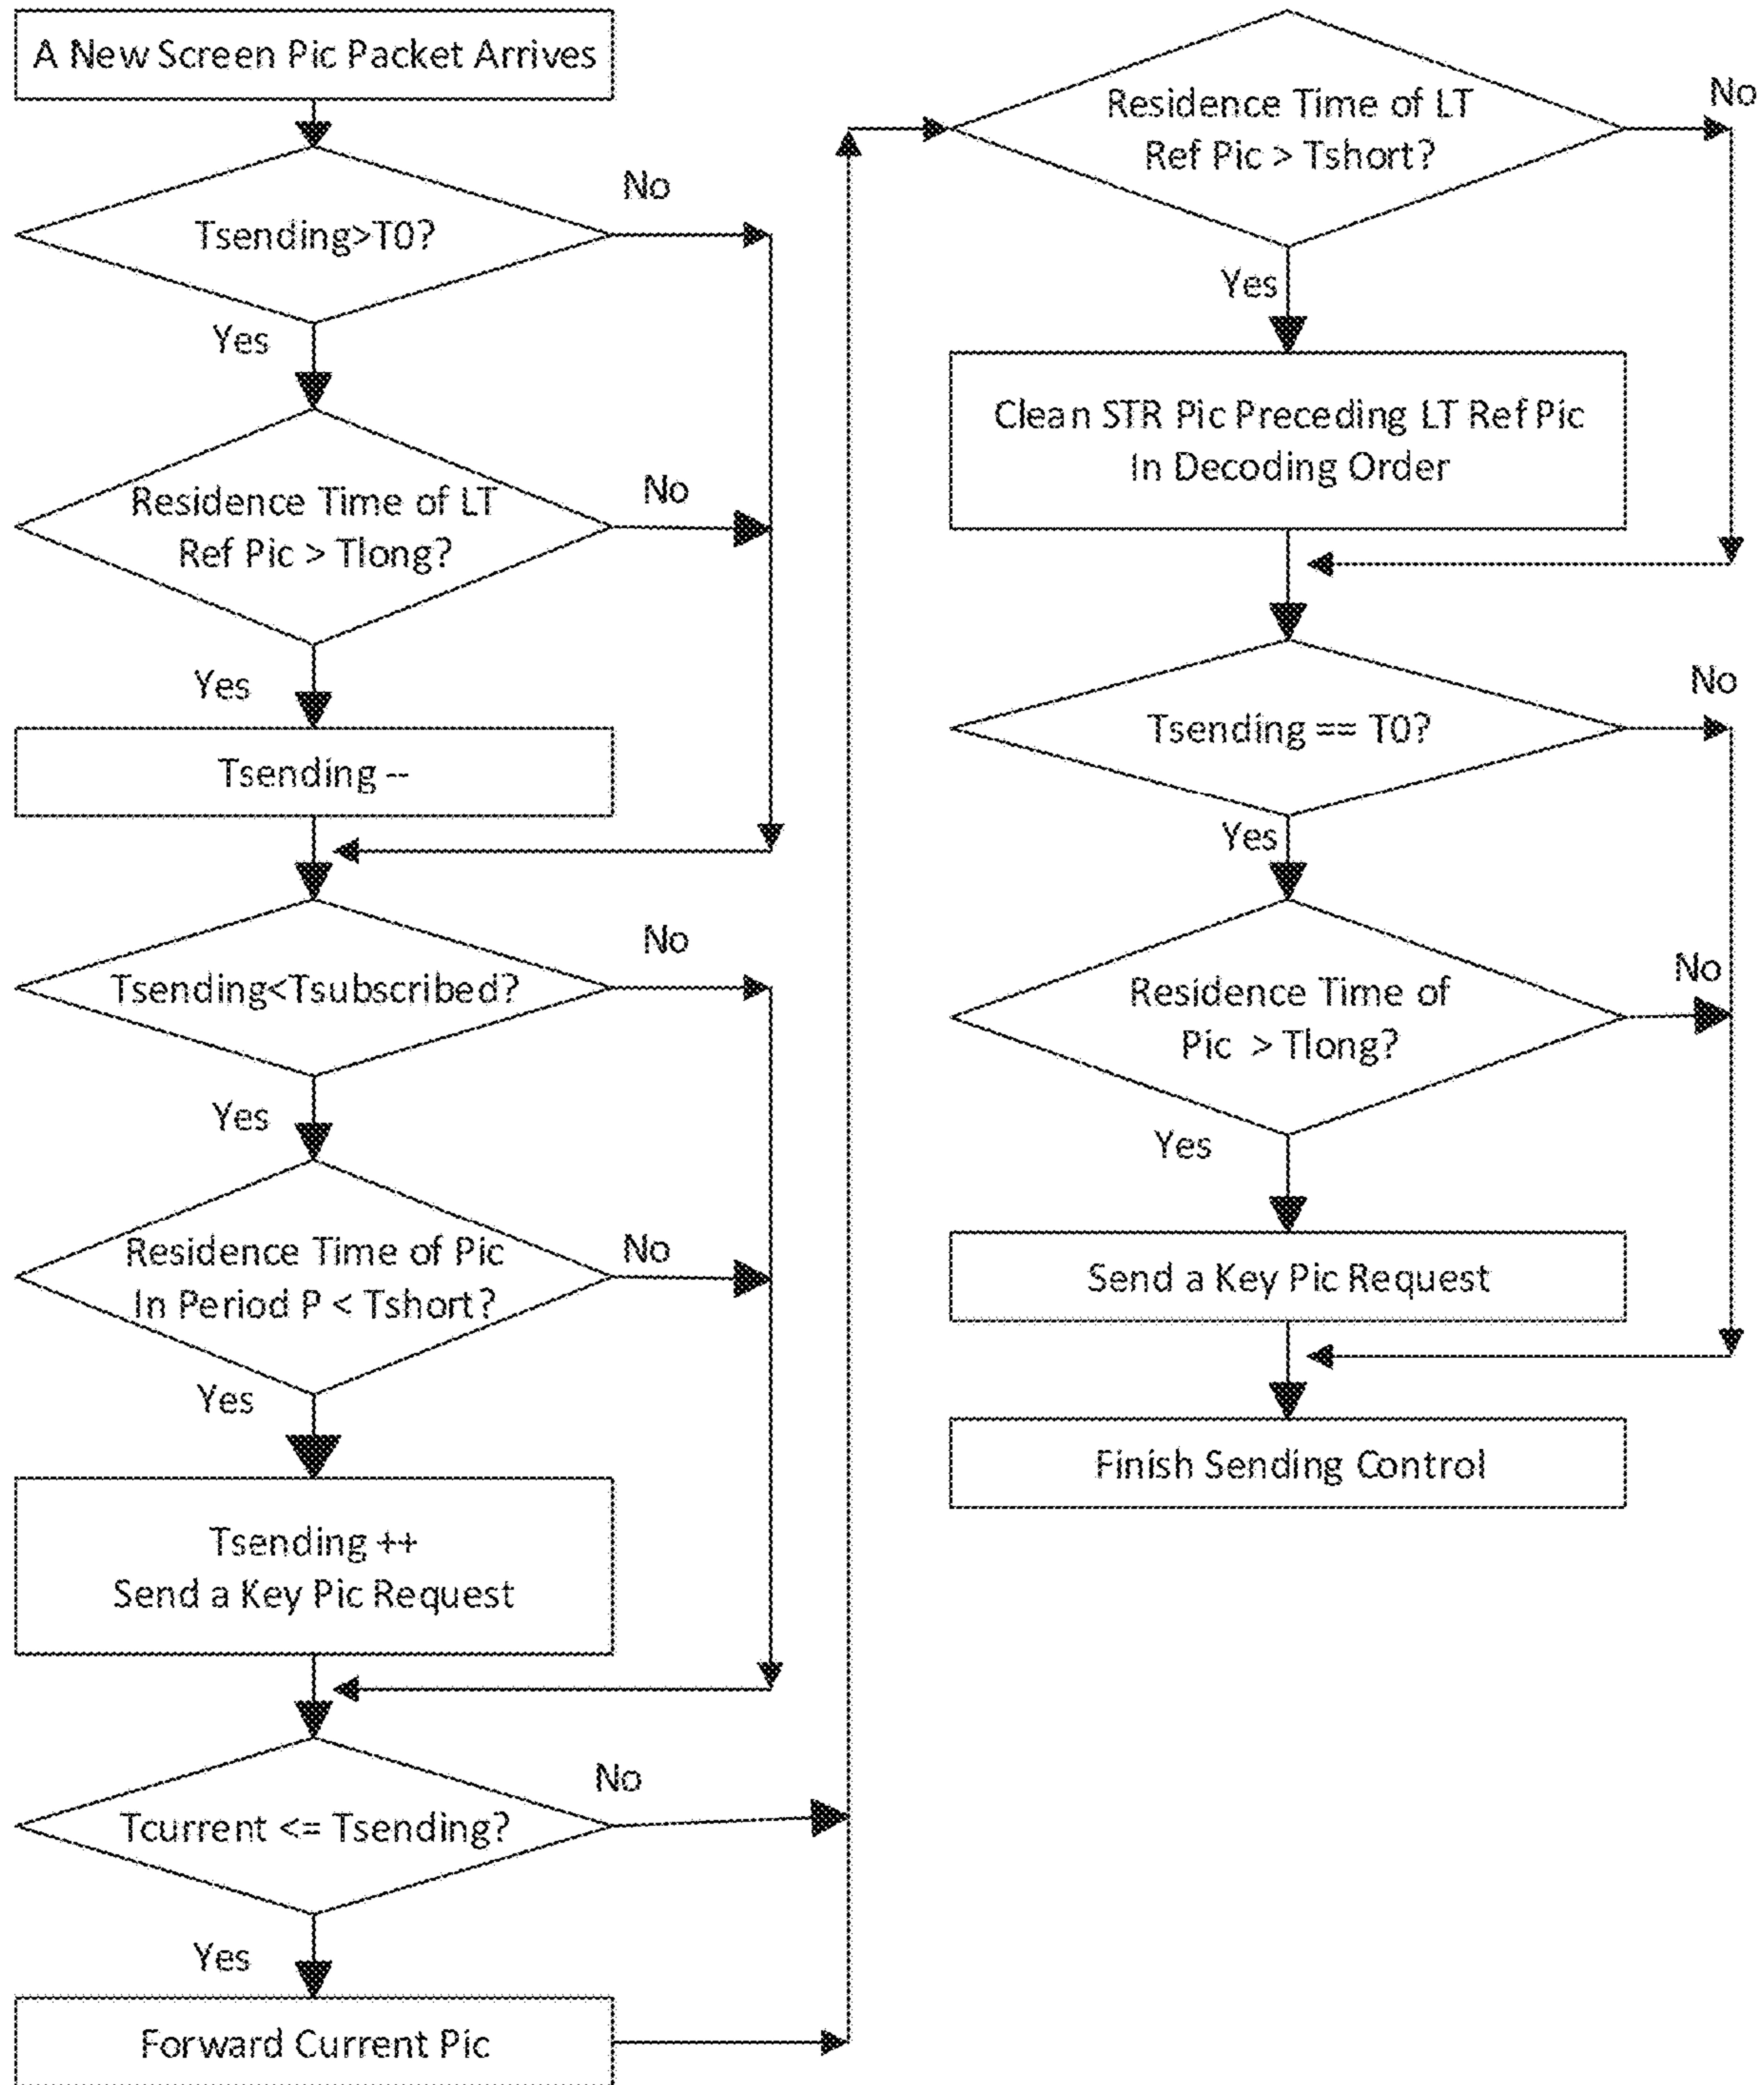 A New Screen Pic Packet Arrives
Tsending>T0?
No
Yes
Residence Time of LT
Ref Pic > Tlong?
No
Yes
Tsending --
Tsending<Tsubscribed?
No
Yes
Residence Time of Pic
In Period P < Tshort?
No
Yes
Tsending ++
Send a Key Pic Request
Tcurrent <= Tsending?
No
Yes
Forward Current Pic
Residence Time of LT
Ref Pic > Tshort?
No
Yes
Clean STR Pic Preceding LT Ref Pic
In Decoding Order
Tsending == T0?
No
Yes
Residence Time of
Pic > Tlong?
No
Yes
Send a Key Pic Request
Finish Sending Control